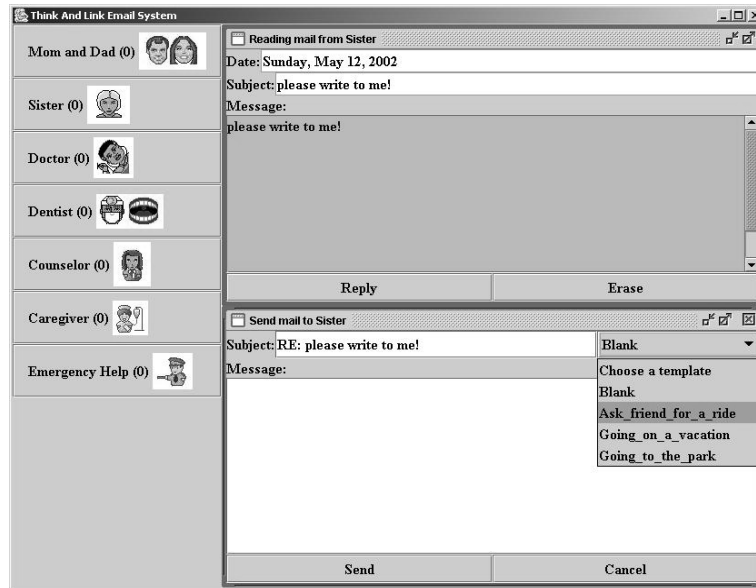 Think And Link Email System
Mom and Dad (0)
Sister (0)
Doctor (0)
Dentist (0)
Counselor (0)
Caregiver (0)
Emergency Help (0)
Reading mail from Sister
Date: Sunday, May 12, 2002
Subject: please write to me!
Message:
please write to me!
Reply Erase
Send mail to Sister
Subject: RE: please write to me! Blank
Message:
Choose a template
Blank
Ask_friend_for_a_ride
Going_on_a_vacation
Going_to_the_park
Send Cancel